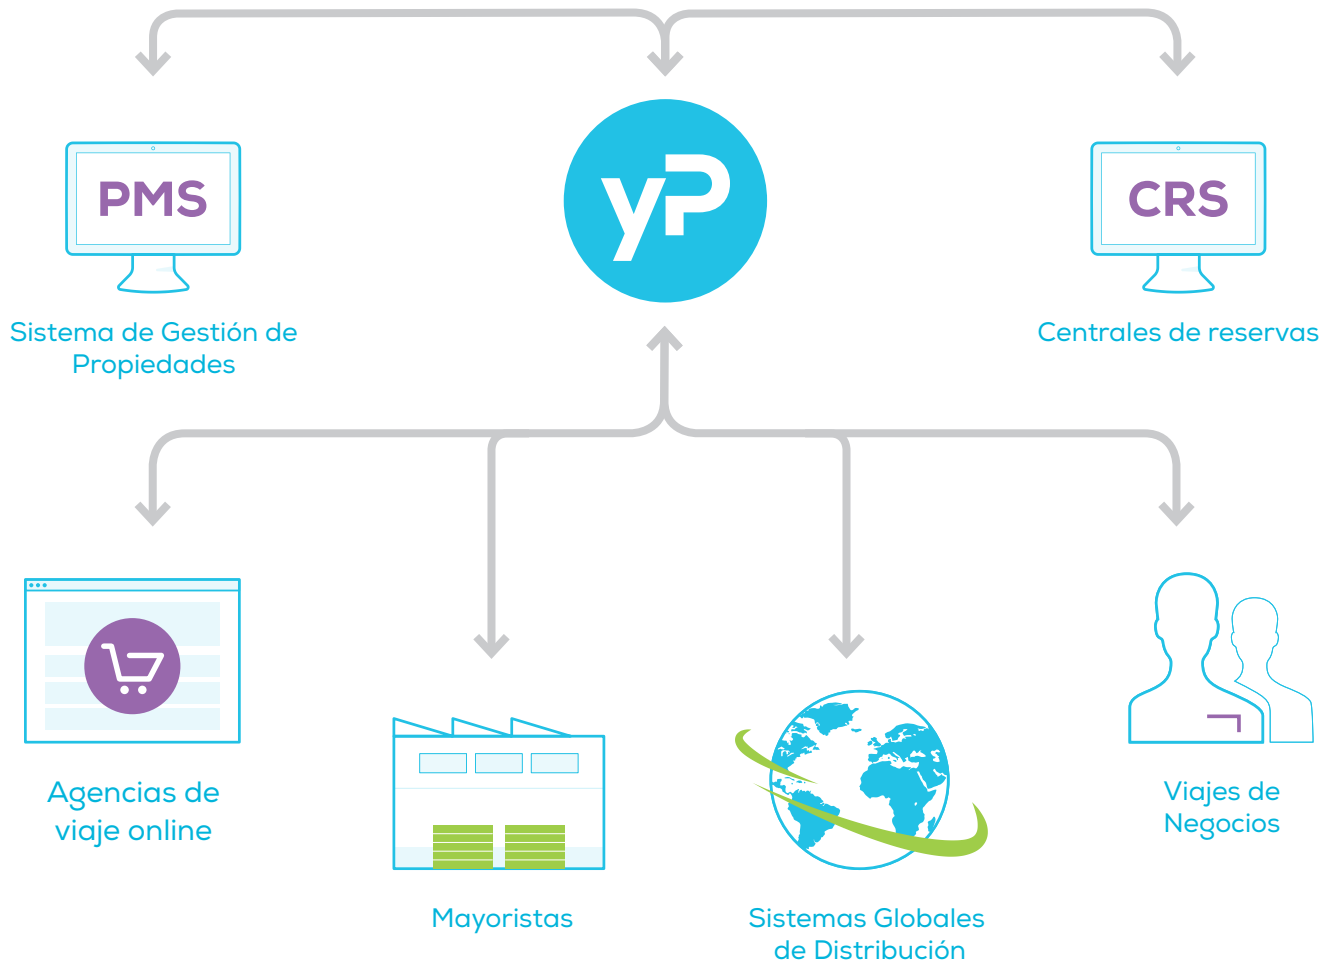 PMS
yP
CRS
Sistema de Gestión de
Propiedades
Centrales de reservas
Agencias de
viaje online
Mayoristas
Sistemas Globales
de Distribución
Viajes de
Negocios